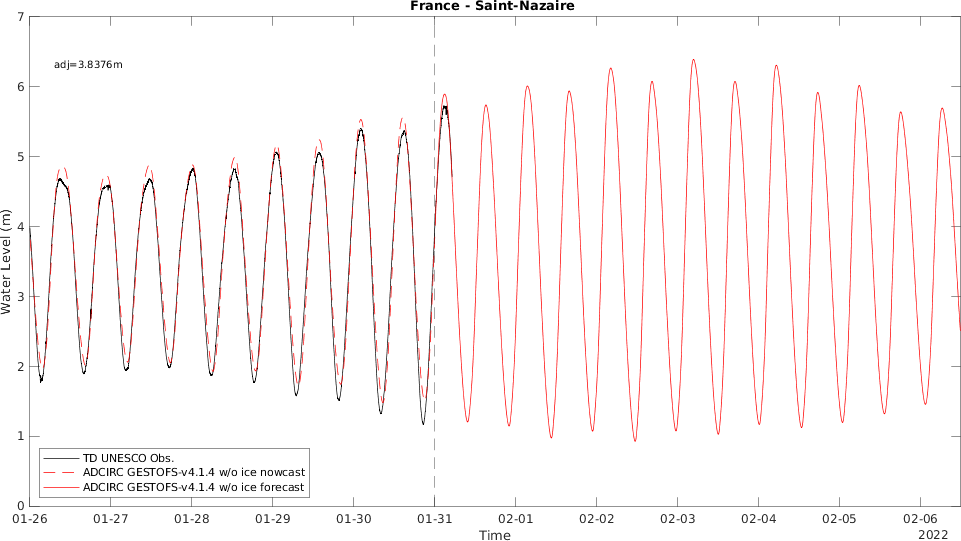 France - Saint-Nazaire
7
adj=3.8376m
6
5
4
Water Level (m)
3
2
1
TD UNESCO Obs.
ADCIRC GESTOFS-v4.1.4 w/o ice nowcast
ADCIRC GESTOFS-v4.1.4 w/o ice forecast
0
01-26 01-27 01-28 01-29 01-30 01-31 02-01 02-02 02-03 02-04 02-05 02-06
Time
2022